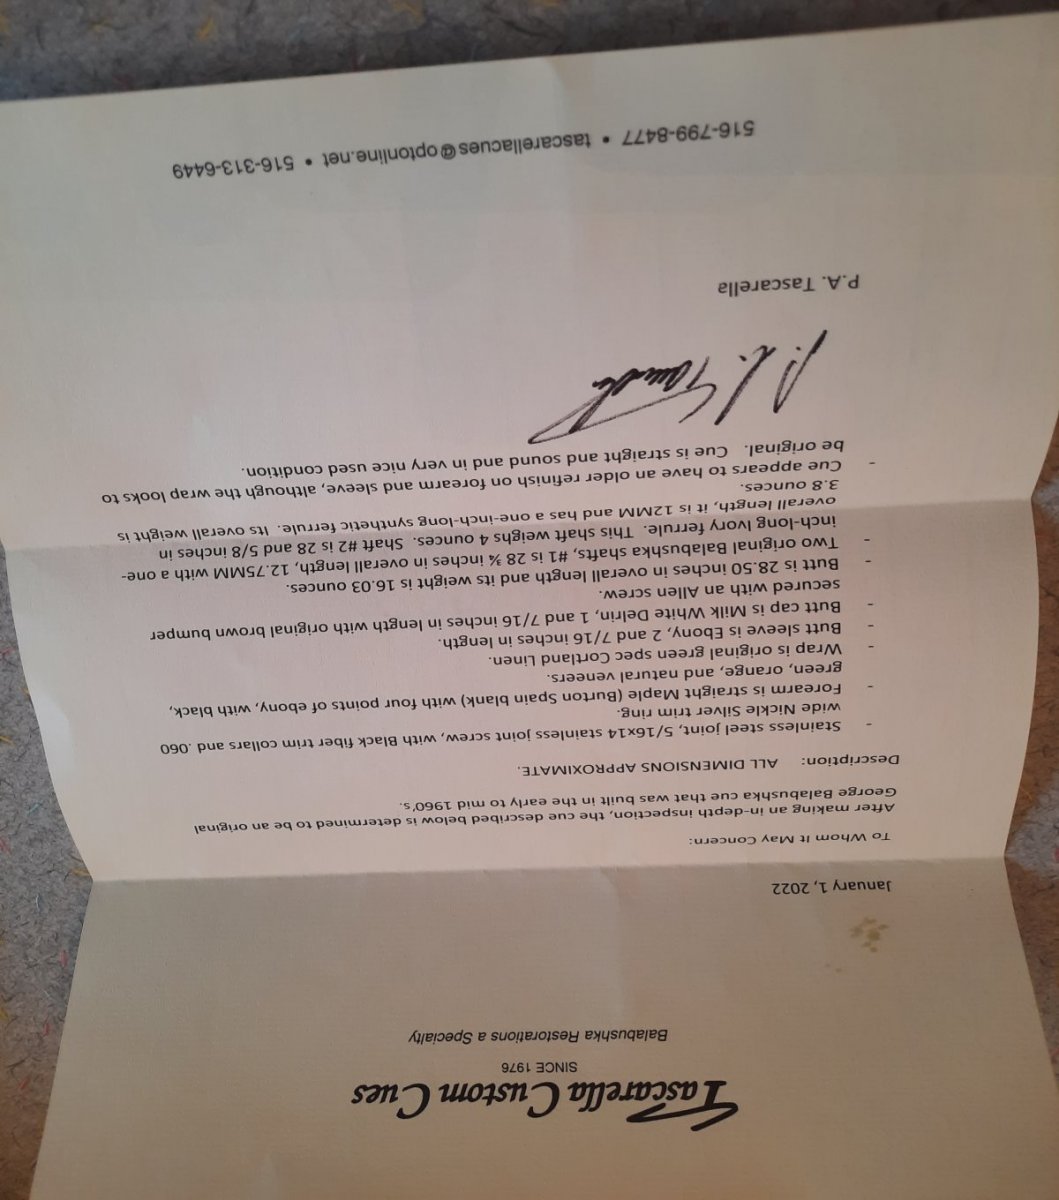 Tascarella Custom Cues
SINCE 1976
Balabushka Restorations a Specialty
January 1, 2022
To Whom It May Concern:
After making an in-depth inspection, the cue described below is determined to be an original
George Balabushka cue that was built in the early to mid 1960's.
Description: ALL DIMENSIONS APPROXIMATE.
- Stainless steel joint, 5/16x14 stainless joint screw, with Black fiber trim collars and .060
wide Nickle Silver trim ring.
- Forearm is straight Maple (Burton Spain blank) with four points of ebony, with black,
green, orange, and natural veneers.
- Wrap is original green spec Cortland Linen.
- Butt sleeve is Ebony, 2 and 7/16 inches in length.
- Butt cap is Milk White Delrin, 1 and 7/16 inches in length with original brown bumper
secured with an Allen screw.
- Butt is 28.50 inches in overall length and its weight is 16.03 ounces.
- Two original Balabushka shafts, #1 is 28 ¾ inches in overall length, 12.75MM with a one-
inch-long Ivory ferrule. This shaft weighs 4 ounces. Shaft #2 is 28 and 5/8 inches in
overall length, it is 12MM and has a one-inch-long synthetic ferrule. Its overall weight is
3.8 ounces.
- Cue appears to have an older refinish on forearm and sleeve, although the wrap looks to
be original. Cue is straight and sound and in very nice used condition.
P.A. Tascarella
516-799-8477 • tascarellacues@optonline.net • 516-313-6449